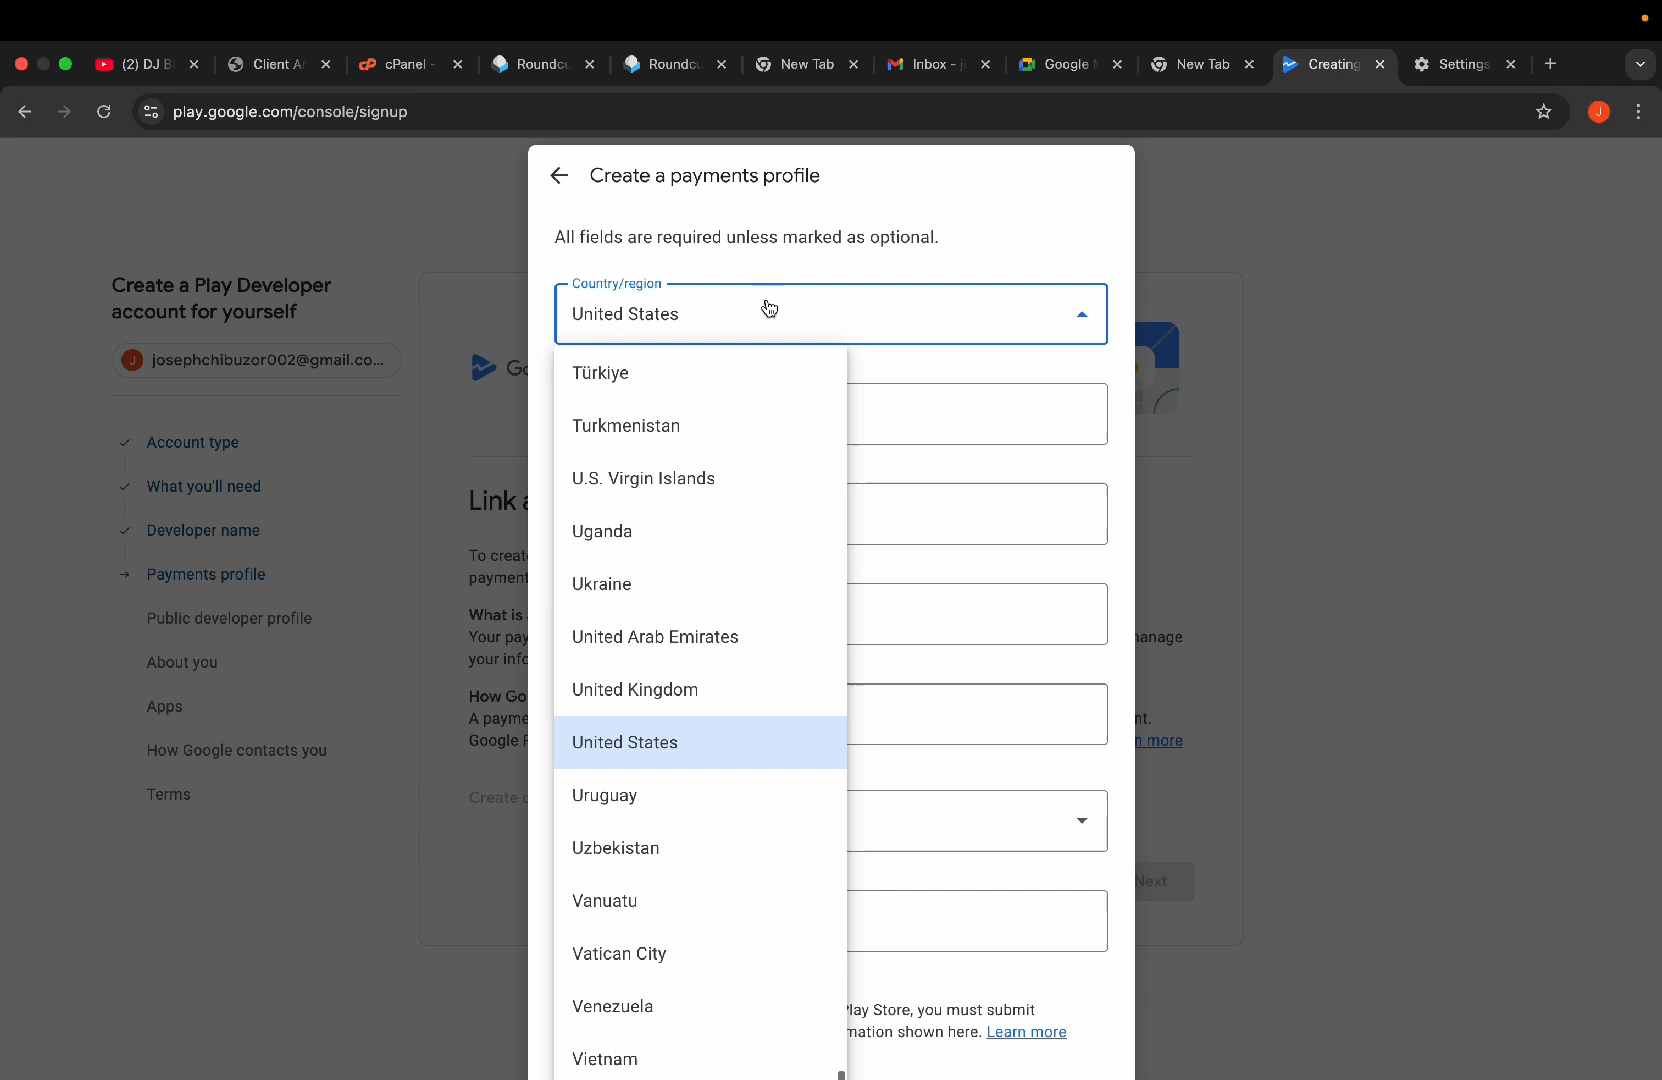 (2) DJ B
Client Ar
cPanel -
Roundcu
Roundcu
New Tab
Inbox - j
Google
New Tab
Creating
Settings
play.google.com/console/signup
J
Create a payments profile
All fields are required unless marked as optional.
Country/region
United States
Türkiye
Turkmenistan
U.S. Virgin Islands
Uganda
Ukraine
United Arab Emirates
United Kingdom
United States
Uruguay
Uzbekistan
Vanuatu
Vatican City
Venezuela
Vietnam
Create a Play Developer
account for yourself
J
josephchibuzor002@gmail.co...
Account type
What you'll need
Developer name
Payments profile
Public developer profile
About you
Apps
How Google contacts you
Terms
Go
Link a
To creat
payment
What is
Your pay
your info
anage
How Go
A payme
nt.
Google P
n more
Create o
Next
Play Store, you must submit
mation shown here. Learn more